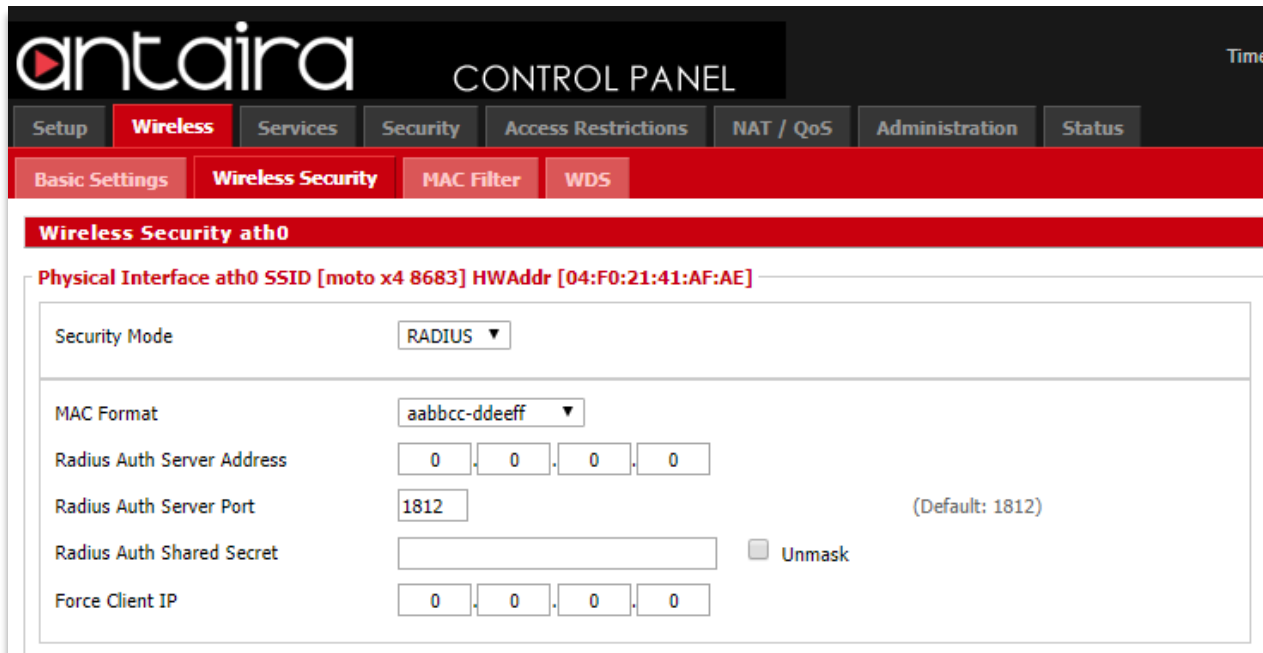 antaira CONTROL PANEL
Time
Setup Wireless Services Security Access Restrictions NAT / QoS Administration Status
Basic Settings Wireless Security MAC Filter WDS
Wireless Security ath0
Physical Interface ath0 SSID [moto x4 8683] HWAddr [04:F0:21:41:AF:AE]
Security Mode RADIUS
MAC Format aabbcc-ddeeff
Radius Auth Server Address 0 . 0 . 0 . 0
Radius Auth Server Port 1812 (Default: 1812)
Radius Auth Shared Secret Unmask
Force Client IP 0 . 0 . 0 . 0